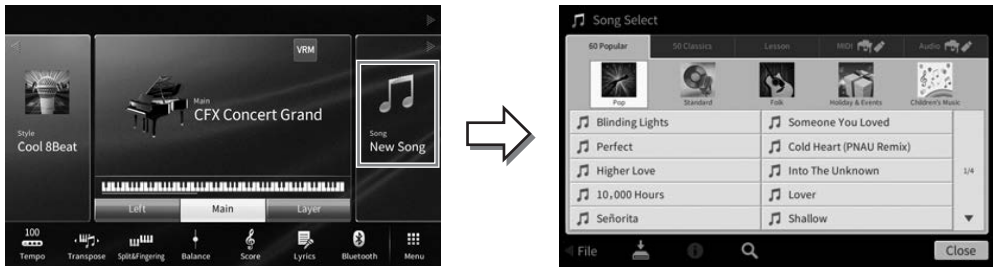 VRM
Style
Cool 8Beat
Main
CFX Concert Grand
Song
New Song
Left
Main
Layer
100
Tempo
Transpose
Split&Fingering
Balance
Score
Lyrics
Bluetooth
Menu
Song Select
60 Popular
50 Classics
Lesson
MIDI
Audio
Pop
Standard
Folk
Holiday & Events
Children's Music
Blinding Lights
Someone You Loved
Perfect
Cold Heart (PNAU Remix)
Higher Love
Into The Unknown
1/4
10,000 Hours
Lover
Señorita
Shallow
File
Close